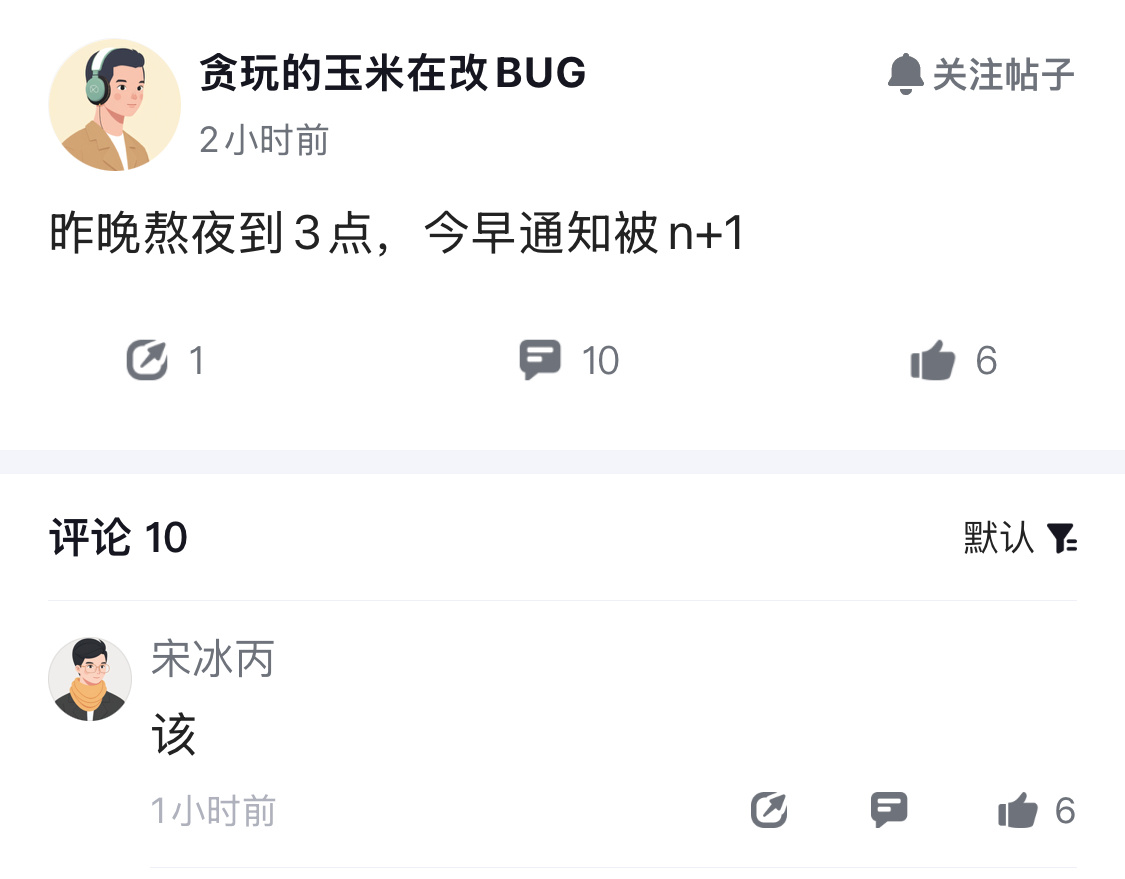 贪玩的玉米在改BUG
关注帖子
2小时前
昨晚熬夜到3点，今早通知被n+1
1
10
6
评论 10
默认
宋冰丙
该
1小时前
6